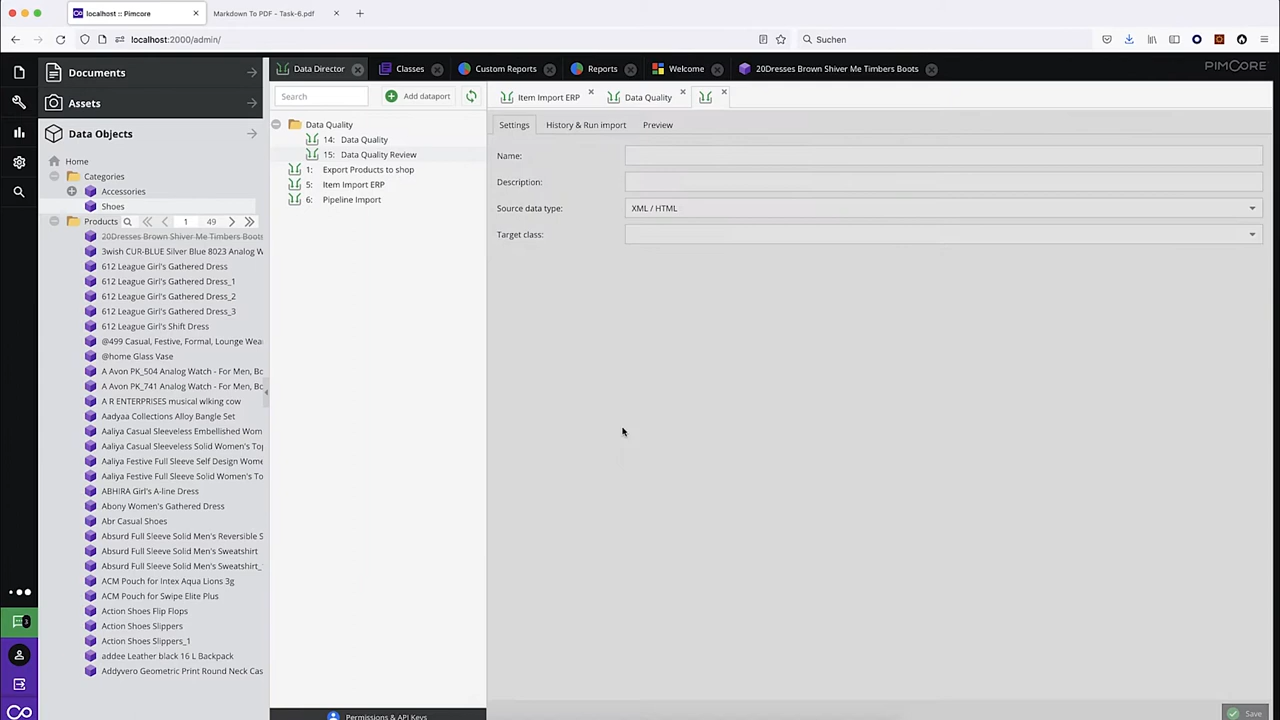 localhost :: Pimcore
Markdown To PDF - Task-6.pdf
localhost:2000/admin/
Suchen
Documents
Assets
Data Objects
Home
Categories
Accessories
Shoes
Products
1
49
20Dresses Brown Shiver Me Timbers Boots
3wish CUR-BLUE Silver Blue 8023 Analog W
612 League Girl's Gathered Dress
612 League Girl's Gathered Dress_1
612 League Girl's Gathered Dress_2
612 League Girl's Gathered Dress_3
612 League Girl's Shift Dress
@499 Casual, Festive, Formal, Lounge Wea
@home Glass Vase
A Avon PK_504 Analog Watch - For Men, Bo
A Avon PK_741 Analog Watch - For Men, Bo
A R ENTERPRISES musical wlking cow
Aadyaa Collections Alloy Bangle Set
Aaliya Casual Sleeveless Embellished Wom
Aaliya Casual Sleeveless Solid Women's Top
Aaliya Festive Full Sleeve Self Design Wome
Aaliya Festive Full Sleeve Solid Women's To
ABHIRA Girl's A-line Dress
Abony Women's Gathered Dress
Abr Casual Shoes
Absurd Full Sleeve Solid Men's Reversible S
Absurd Full Sleeve Solid Men's Sweatshirt
Absurd Full Sleeve Solid Men's Sweatshirt_
ACM Pouch for Intex Aqua Lions 3g
ACM Pouch for Swipe Elite Plus
Action Shoes Flip Flops
Action Shoes Slippers
Action Shoes Slippers_1
addee Leather black 16 L Backpack
Addyvero Geometric Print Round Neck Cas
Data Director
Classes
Custom Reports
Reports
Welcome
20Dresses Brown Shiver Me Timbers Boots
PIMCORE
Search
Add dataport
Data Quality
14: Data Quality
15: Data Quality Review
1: Export Products to shop
5: Item Import ERP
6: Pipeline Import
Permissions & API Keys
Item Import ERP
Data Quality
Settings
History & Run import
Preview
Name:
Description:
Source data type:
XML / HTML
Target class:
Save